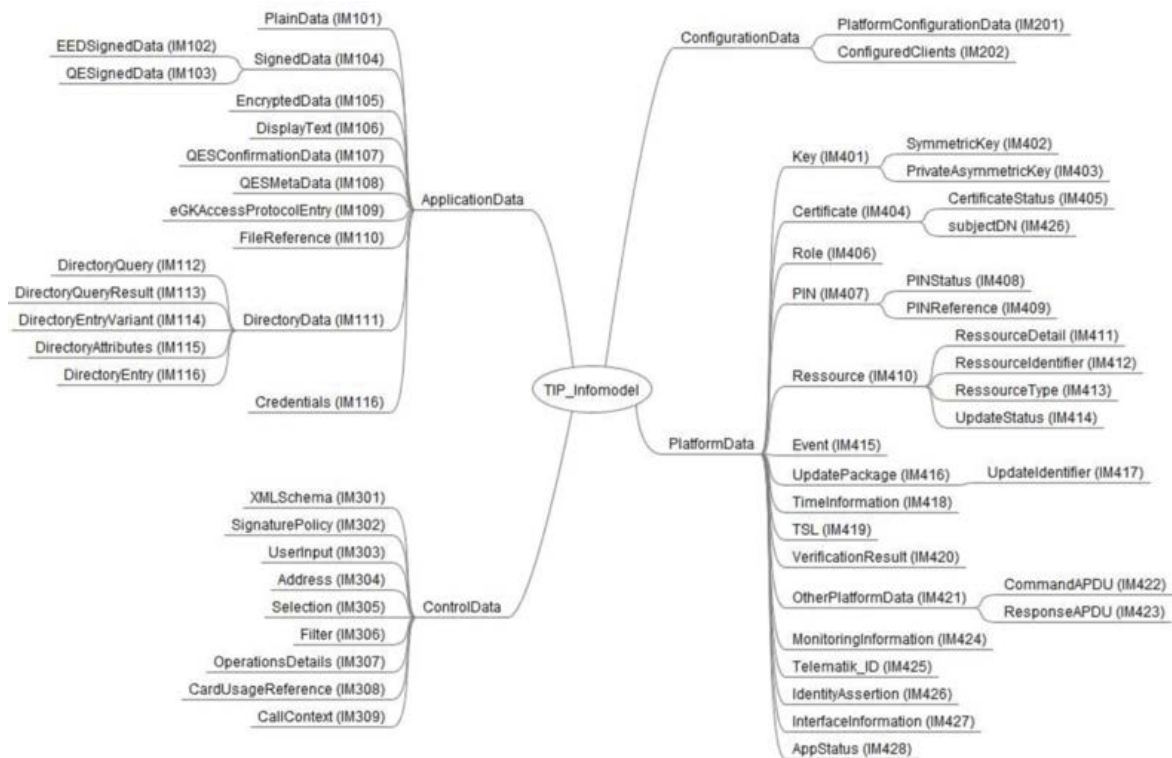 PlainData (IM101)
EEDSignedData (IM102)
SignedData (IM104)
QESignedData (IM103)
EncryptedData (IM105)
DisplayText (IM106)
QESConfirmationData (IM107)
QESMetaData (IM108)
ApplicationData
eGKAccessProtocolEntry (IM109)
FileReference (IM110)
DirectoryQuery (IM112)
DirectoryQueryResult (IM113)
DirectoryData (IM111)
DirectoryEntryVariant (IM114)
DirectoryAttributes (IM115)
DirectoryEntry (IM116)
Credentials (IM116)
TIP_Infomodel
XMLSchema (IM301)
SignaturePolicy (IM302)
UserInput (IM303)
Address (IM304)
ControlData
Selection (IM305)
Filter (IM306)
OperationsDetails (IM307)
CardUsageReference (IM308)
CallContext (IM309)
ConfigurationData
PlatformConfigurationData (IM201)
ConfiguredClients (IM202)
PlatformData
Key (IM401)
SymmetricKey (IM402)
PrivateAsymmetricKey (IM403)
Certificate (IM404)
CertificateStatus (IM405)
subjectDN (IM426)
Role (IM406)
PIN (IM407)
PINStatus (IM408)
PINReference (IM409)
Ressource (IM410)
RessourceDetail (IM411)
RessourceIdentifier (IM412)
RessourceType (IM413)
UpdateStatus (IM414)
Event (IM415)
UpdatePackage (IM416)
UpdateIdentifier (IM417)
TimeInformation (IM418)
TSL (IM419)
VerificationResult (IM420)
OtherPlatformData (IM421)
CommandAPDU (IM422)
ResponseAPDU (IM423)
MonitoringInformation (IM424)
Telematik_ID (IM425)
IdentityAssertion (IM426)
InterfaceInformation (IM427)
AppStatus (IM428)